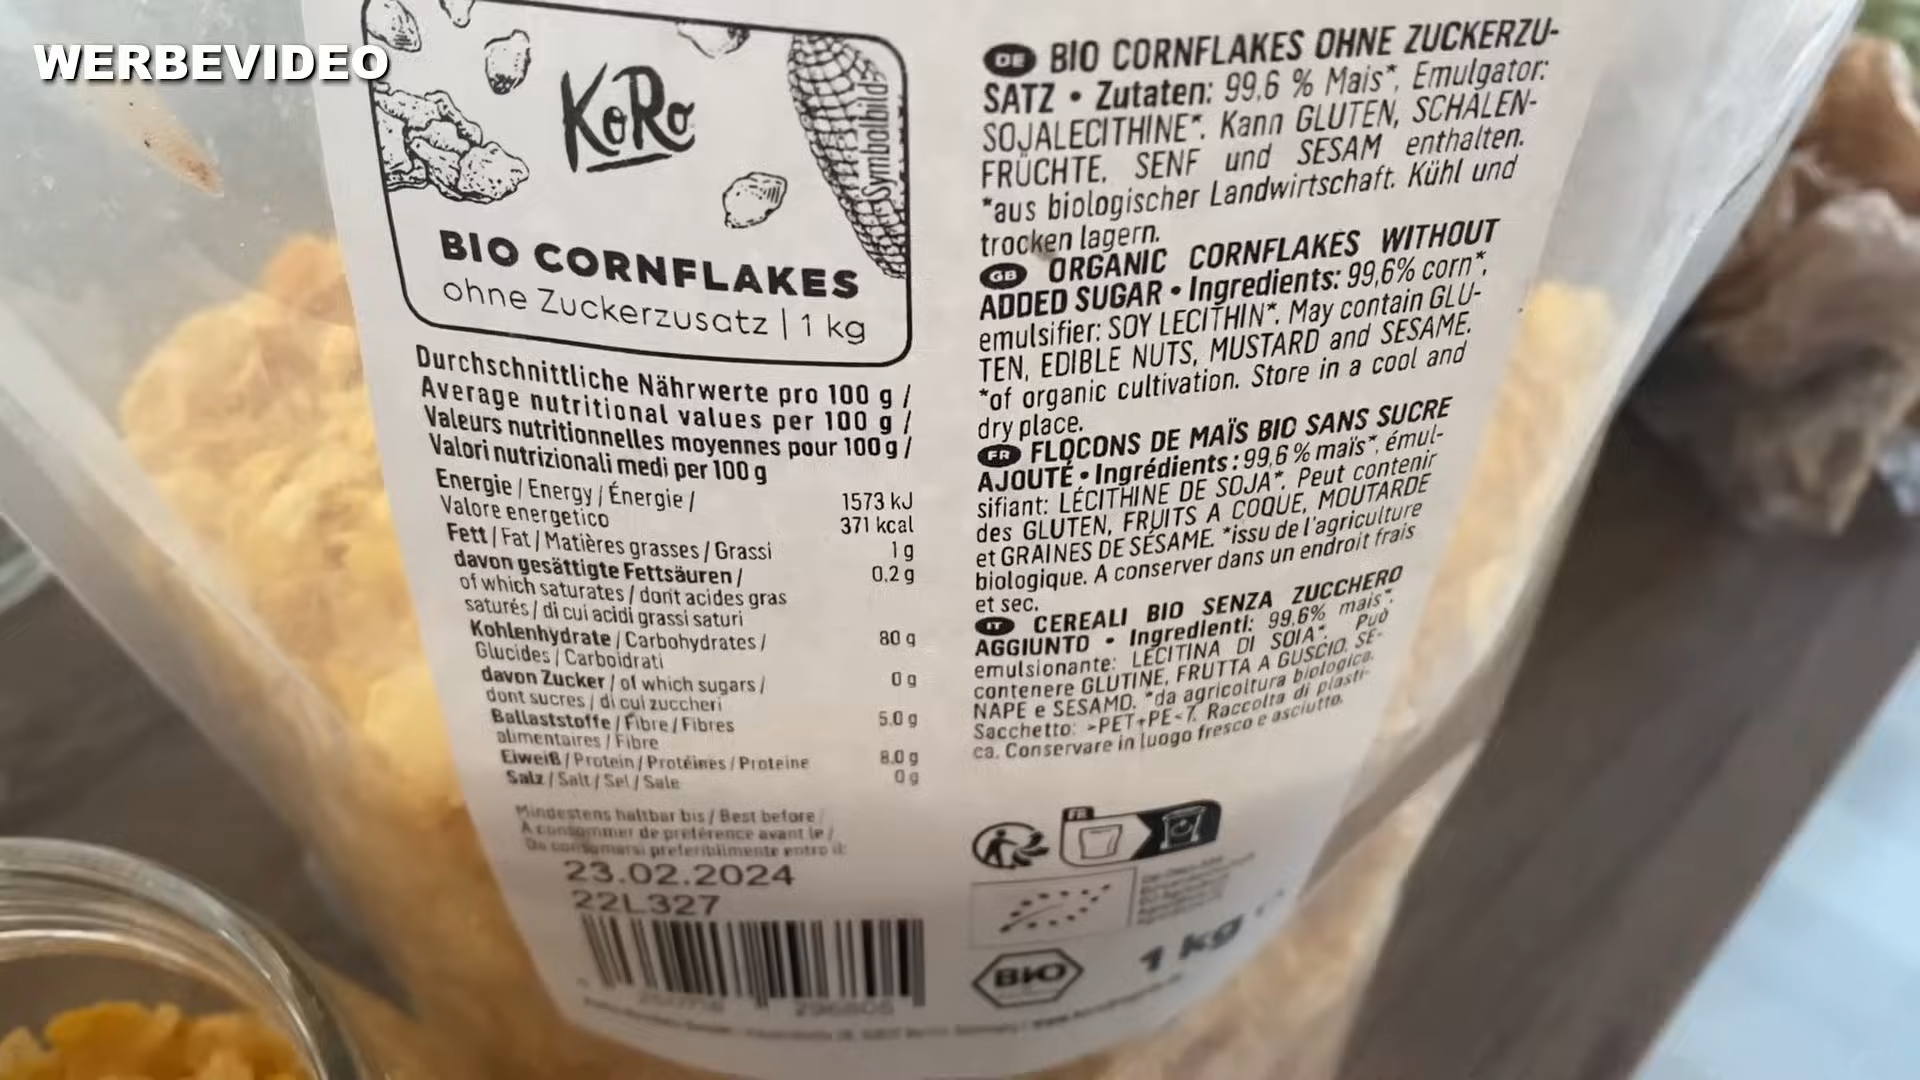 WERBEVIDEO
KoRo
Symbolbild
BIO CORNFLAKES
ohne Zuckerzusatz | 1 kg
Durchschnittliche Nährwerte pro 100 g /
Average nutritional values per 100 g /
Valeurs nutritionnelles moyennes pour 100 g /
Valori nutrizionali medi per 100 g
Energie / Energy / Énergie / 1573 kJ
Valore energetico 371 kcal
Fett / Fat / Matières grasses / Grassi 1 g
davon gesättigte Fettsäuren / 0.2 g
of which saturates / dont acides gras
saturés / di cui acidi grassi saturi
Kohlenhydrate / Carbohydrates / 80 g
Glucides / Carboidrati
davon Zucker / of which sugars / 0 g
dont sucres / di cui zuccheri
Ballaststoffe / Fibre / Fibres 5.0 g
alimentaires / Fibre
Eiweiß / Protein / Protéines / Proteine 8.0 g
Salz / Salt / Sel / Sale 0 g
Mindestens haltbar bis / Best before /
À consommer de préférence avant le /
Da consumarsi preferibilmente entro il:
23.02.2024
22L327
DE BIO CORNFLAKES OHNE ZUCKERZU-
SATZ • Zutaten: 99,6 % Mais*, Emulgator:
SOJALECITHINE*. Kann GLUTEN, SCHALEN-
FRÜCHTE, SENF und SESAM enthalten.
*aus biologischer Landwirtschaft. Kühl und
trocken lagern.
GB ORGANIC CORNFLAKES WITHOUT
ADDED SUGAR • Ingredients: 99,6% corn*,
emulsifier: SOY LECITHIN*. May contain GLU-
TEN, EDIBLE NUTS, MUSTARD and SESAME.
*of organic cultivation. Store in a cool and
dry place.
FR FLOCONS DE MAÏS BIO SANS SUCRE
AJOUTÉ • Ingrédients : 99,6 % maïs*, émul-
sifiant: LÉCITHINE DE SOJA*. Peut contenir
des GLUTEN, FRUITS À COQUE, MOUTARDE
et GRAINES DE SÉSAME. *issu de l'agriculture
biologique. À conserver dans un endroit frais
et sec.
IT CEREALI BIO SENZA ZUCCHERO
AGGIUNTO • Ingredienti: 99,6% mais*,
emulsionante: LECITINA DI SOIA*. Può
contenere GLUTINE, FRUTTA A GUSCIO, SE-
NAPE e SESAMO. *da agricoltura biologica.
Sacchetto: >PET+PE<7. Raccolta di plasti-
ca. Conservare in luogo fresco e asciutto.
FR
BIO
1 kg